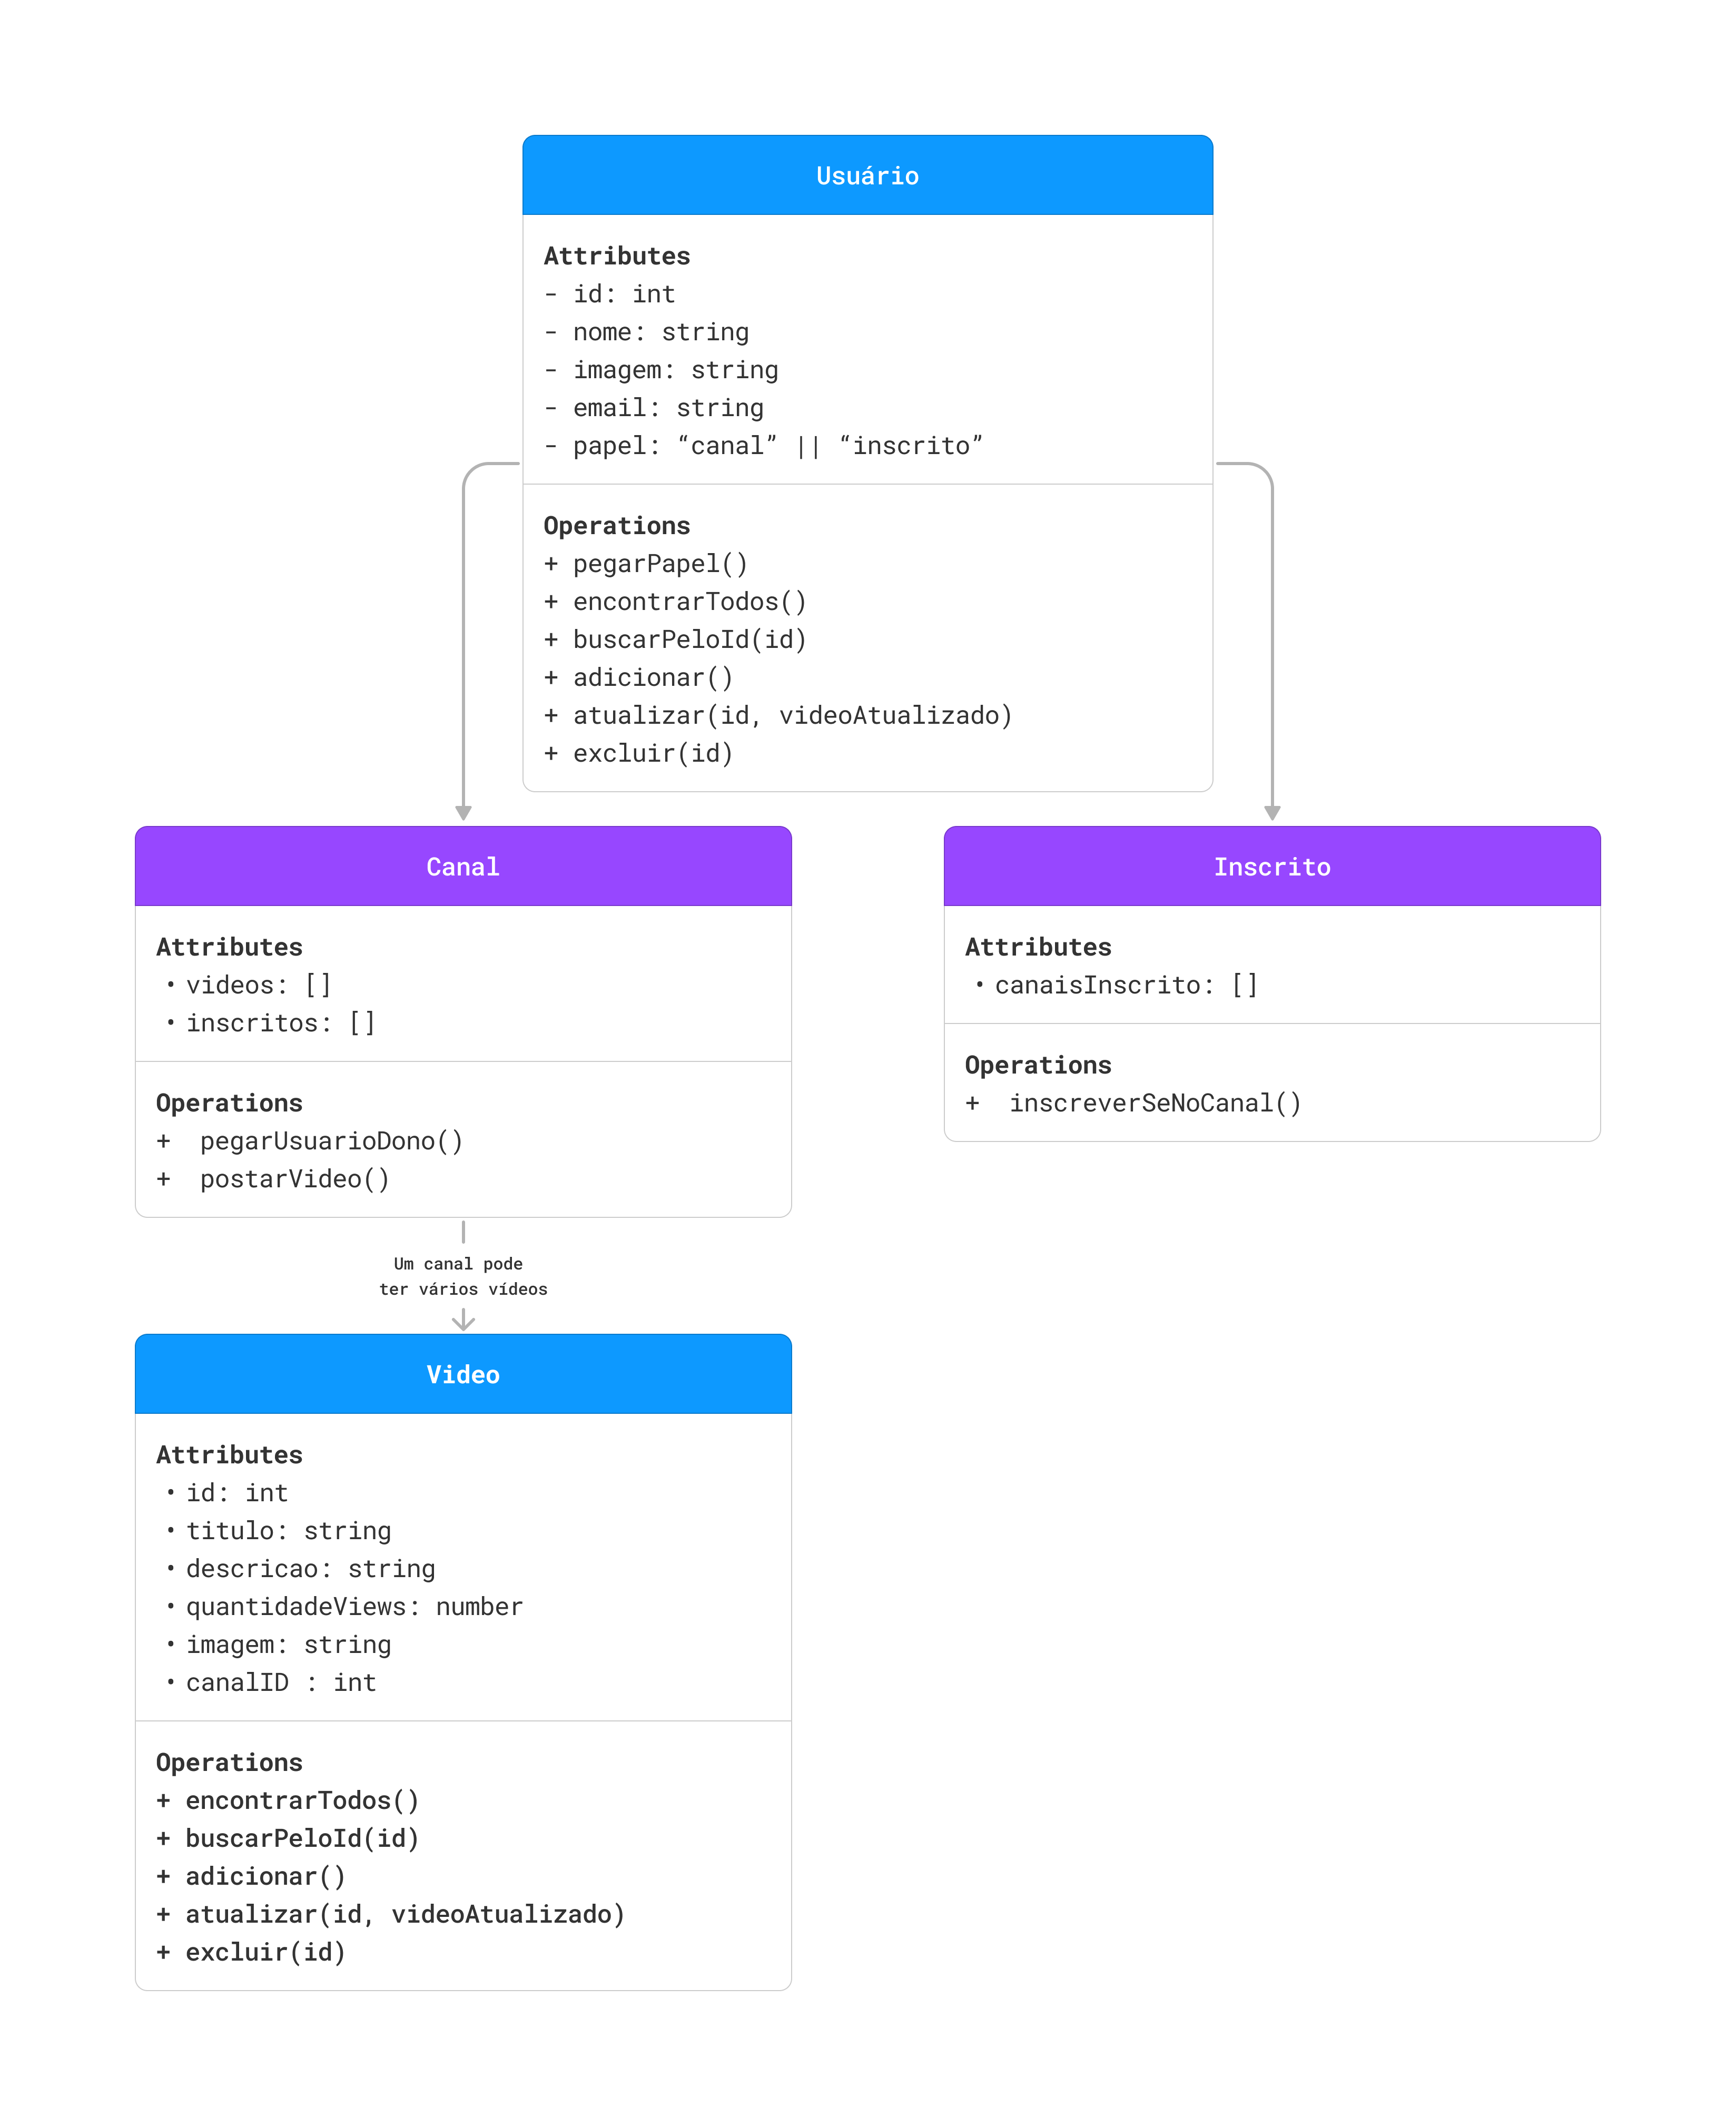 Usuário
Attributes
- id: int
- nome: string
- imagem: string
- email: string
- papel: “canal” || “inscrito”
Operations
+ pegarPapel()
+ encontrarTodos()
+ buscarPeloId(id)
+ adicionar()
+ atualizar(id, videoAtualizado)
+ excluir(id)
Canal
Attributes
• videos: []
• inscritos: []
Operations
+ pegarUsuarioDono()
+ postarVideo()
Inscrito
Attributes
• canaisInscrito: []
Operations
+ inscreverSeNoCanal()
Um canal pode
ter vários vídeos
Video
Attributes
• id: int
• titulo: string
• descricao: string
• quantidadeViews: number
• imagem: string
• canalID : int
Operations
+ encontrarTodos()
+ buscarPeloId(id)
+ adicionar()
+ atualizar(id, videoAtualizado)
+ excluir(id)